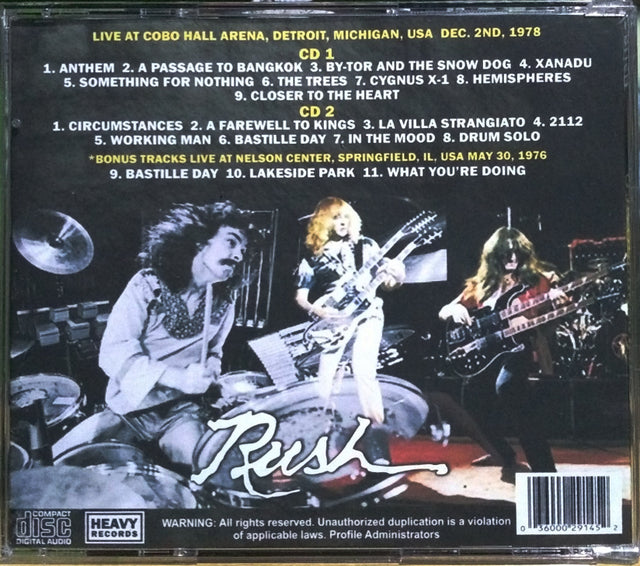 LIVE AT COBO HALL ARENA, DETROIT, MICHIGAN, USA DEC. 2ND, 1978
CD 1
1. ANTHEM 2. A PASSAGE TO BANGKOK 3. BY-TOR AND THE SNOW DOG 4. XANADU
5. SOMETHING FOR NOTHING 6. THE TREES 7. CYGNUS X-1 8. HEMISPHERES
9. CLOSER TO THE HEART
CD 2
1. CIRCUMSTANCES 2. A FAREWELL TO KINGS 3. LA VILLA STRANGIATO 4. 2112
5. WORKING MAN 6. BASTILLE DAY 7. IN THE MOOD 8. DRUM SOLO
*BONUS TRACKS LIVE AT NELSON CENTER, SPRINGFIELD, IL, USA MAY 30, 1976
9. BASTILLE DAY 10. LAKESIDE PARK 11. WHAT YOU'RE DOING
Rush
COMPACT
disc
DIGITAL AUDIO
HEAVY
RECORDS
WARNING: All rights reserved. Unauthorized duplication is a violation
of applicable laws. Profile Administrators
0 36000 29145 2